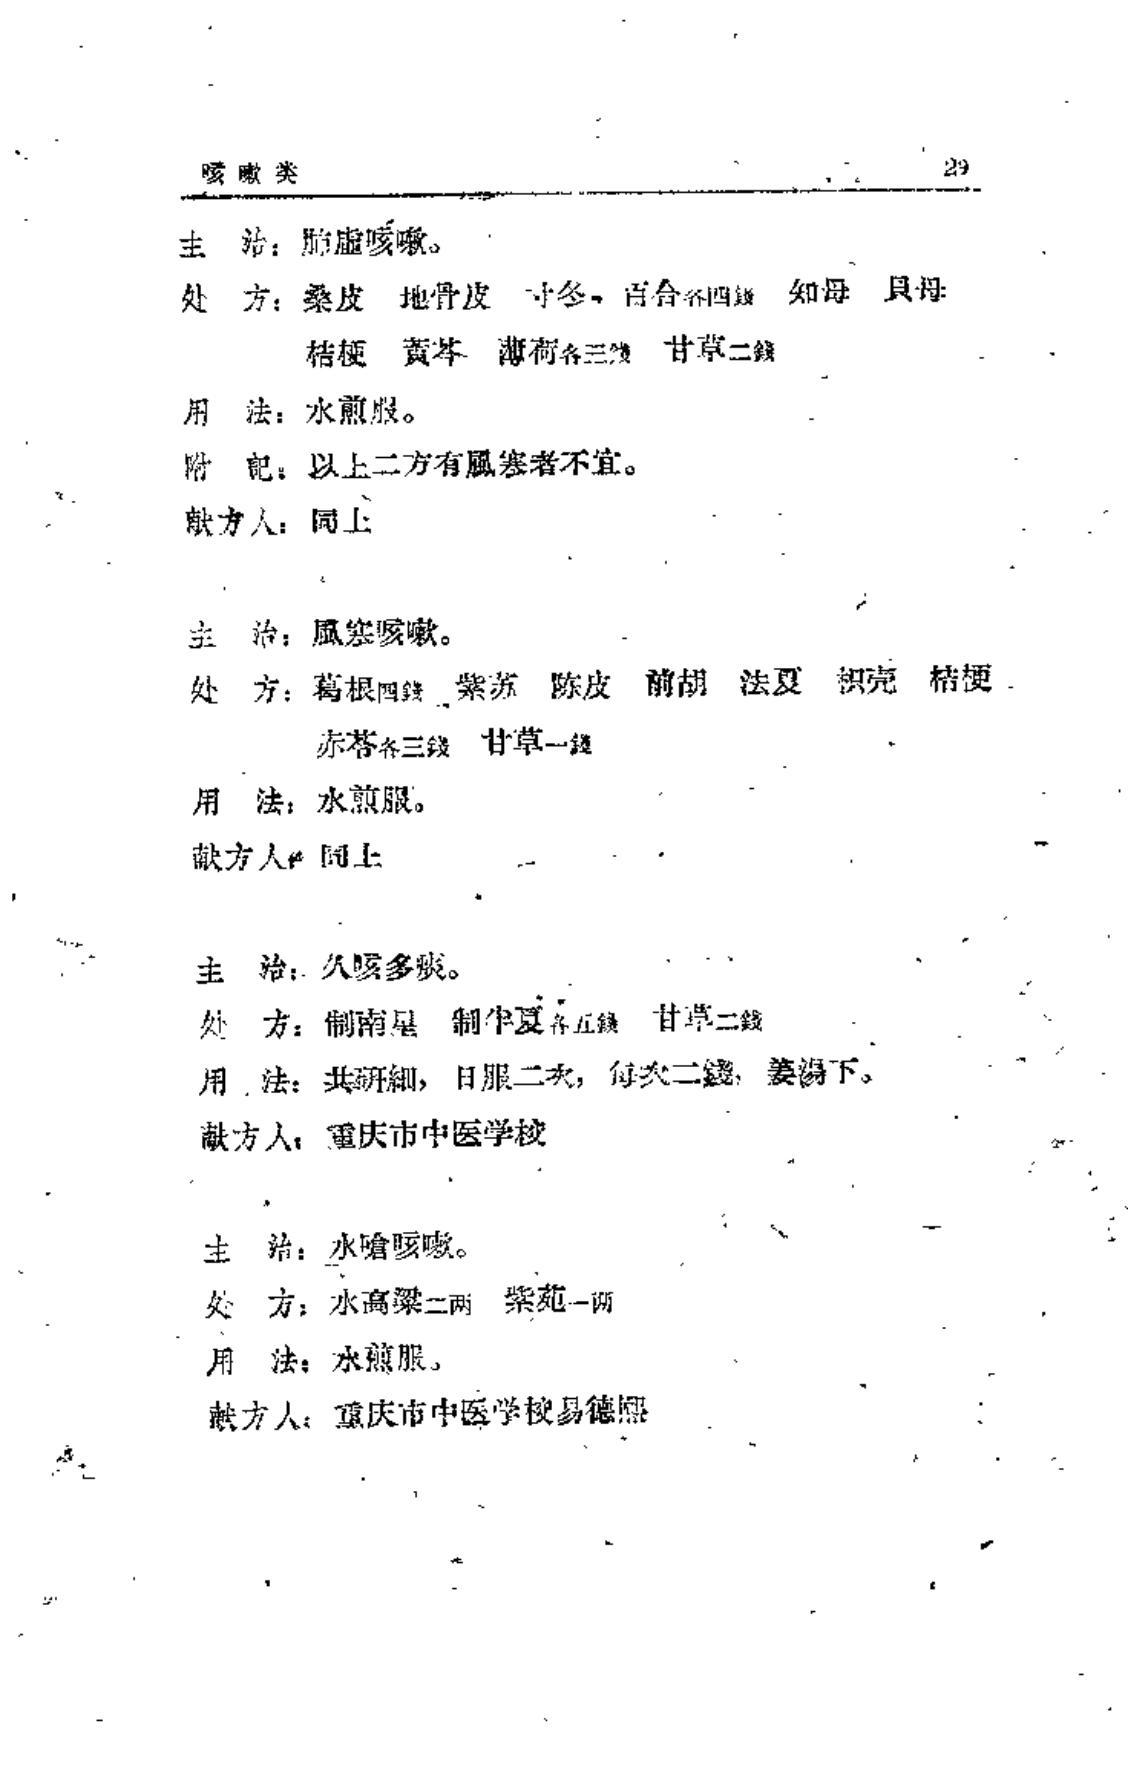 咳嗽类 29
主 治：肺虛咳嗽。
处 方：桑皮 地骨皮 寸冬 百合各四錢 知母 貝母
桔梗 黃芩 薄荷各三錢 甘草二錢
用 法：水煎服。
附 記：以上二方有風寒者不宜。
献方人：同上
主 治：風寒咳嗽。
处 方：葛根四錢 紫苏 陈皮 前胡 法夏 枳壳 桔梗
赤苓各三錢 甘草一錢
用 法：水煎服。
献方人：同上
主 治：久咳多痰。
处 方：制南星 制半夏各五錢 甘草二錢
用 法：共研細，日服二次，每次二錢，姜湯下。
献方人：重庆市中医学校
主 治：水嗆咳嗽。
处 方：水高粱二两 紫苑一两
用 法：水煎服。
献方人：重庆市中医学校易德熙